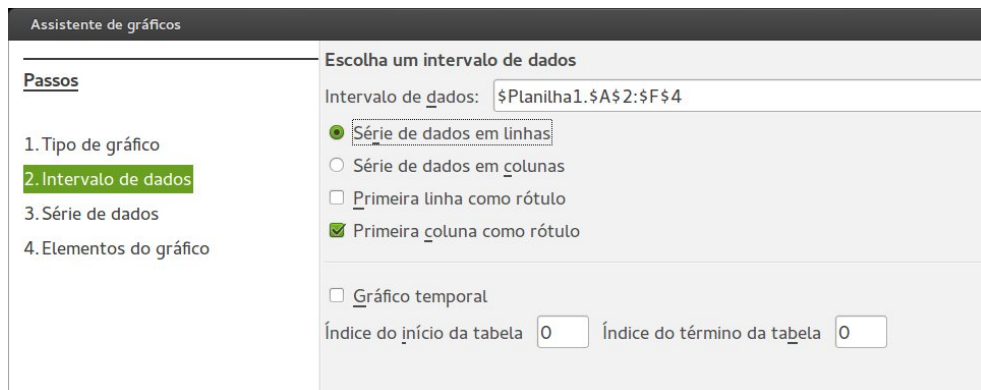 Assistente de gráficos
Passos
1. Tipo de gráfico
2. Intervalo de dados
3. Série de dados
4. Elementos do gráfico
Escolha um intervalo de dados
Intervalo de dados: $Planilha1.$A$2:$F$4
Série de dados em linhas
Série de dados em colunas
Primeira linha como rótulo
Primeira coluna como rótulo
Gráfico temporal
Índice do início da tabela 0 Índice do término da tabela 0